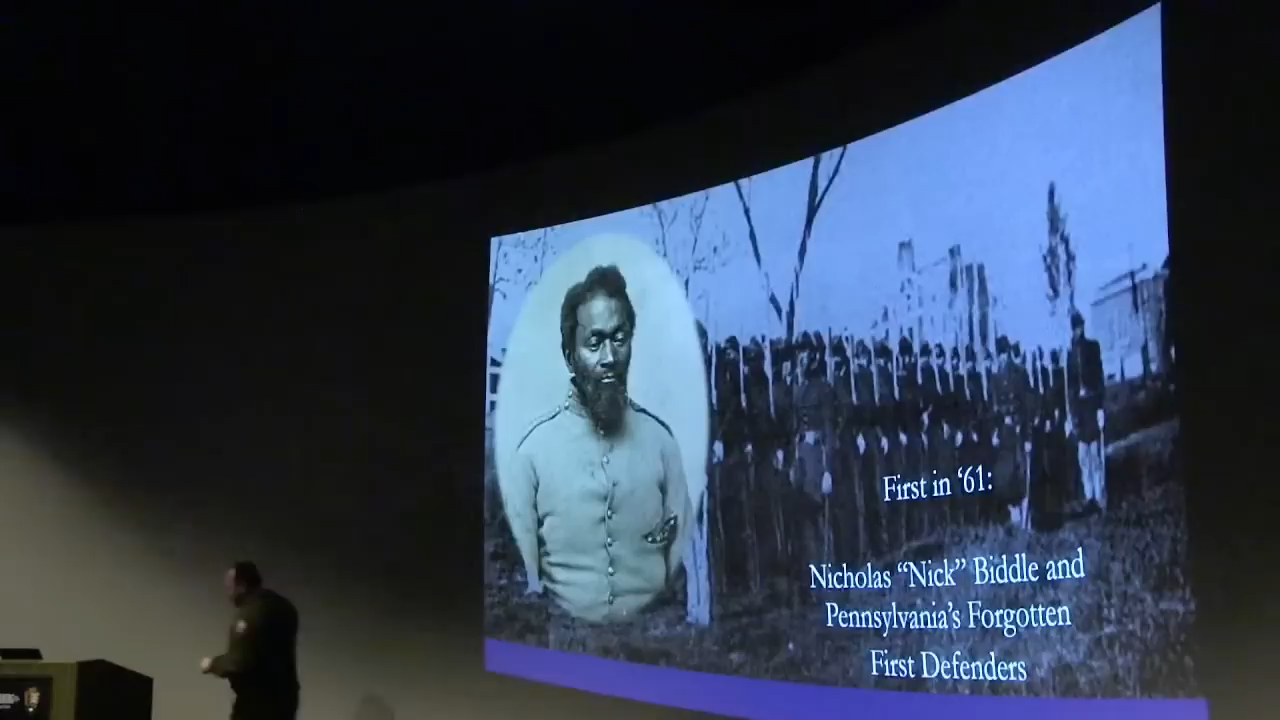 First in ‘61:
Nicholas “Nick” Biddle and
Pennsylvania’s Forgotten
First Defenders